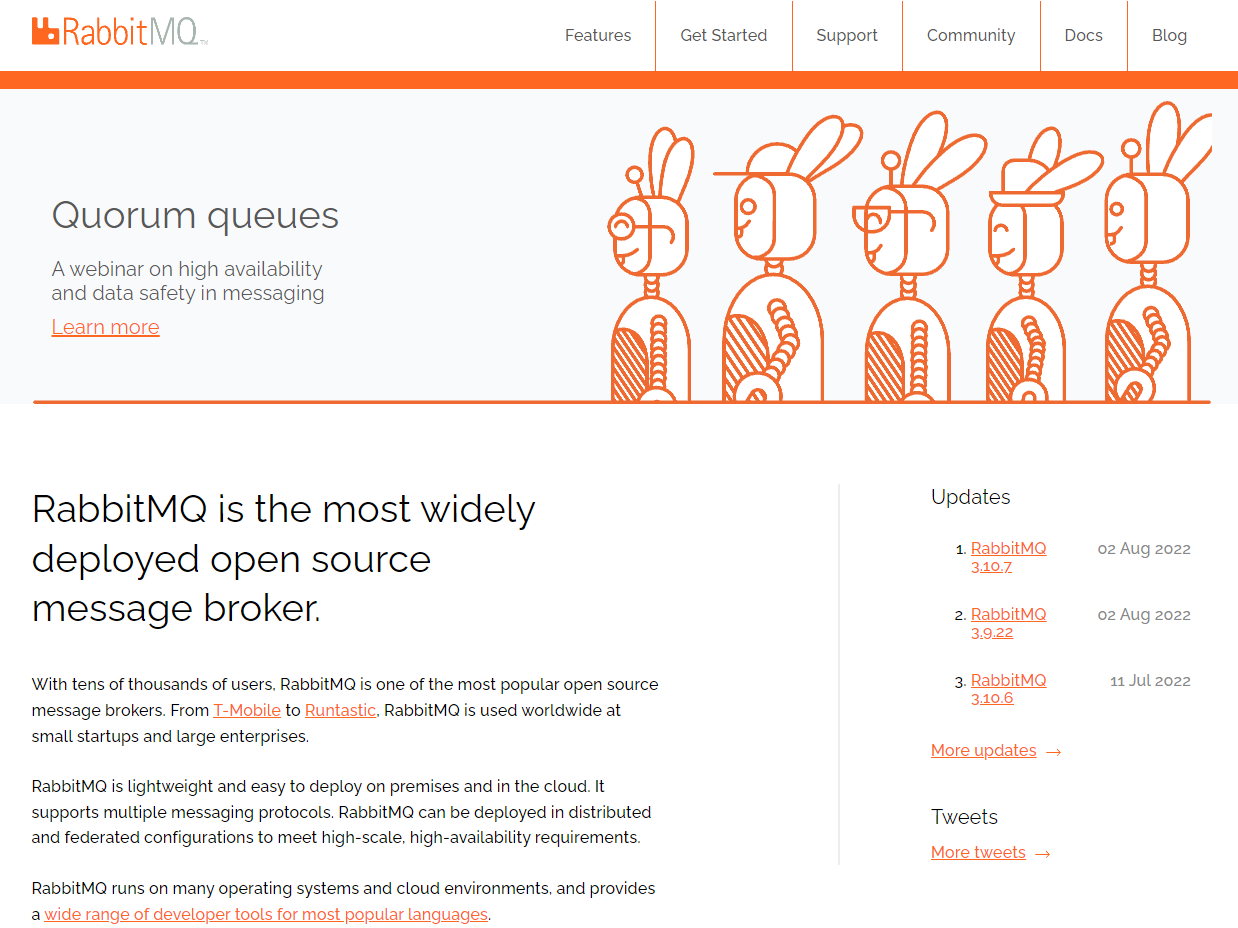 RabbitMQ™
Features
Get Started
Support
Community
Docs
Blog
Quorum queues
A webinar on high availability
and data safety in messaging
Learn more
RabbitMQ is the most widely
deployed open source
message broker.
With tens of thousands of users, RabbitMQ is one of the most popular open source
message brokers. From T-Mobile to Runtastic, RabbitMQ is used worldwide at
small startups and large enterprises.
RabbitMQ is lightweight and easy to deploy on premises and in the cloud. It
supports multiple messaging protocols. RabbitMQ can be deployed in distributed
and federated configurations to meet high-scale, high-availability requirements.
RabbitMQ runs on many operating systems and cloud environments, and provides
a wide range of developer tools for most popular languages.
Updates
1. RabbitMQ 02 Aug 2022
3.10.7
2. RabbitMQ 02 Aug 2022
3.9.22
3. RabbitMQ 11 Jul 2022
3.10.6
More updates →
Tweets
More tweets →